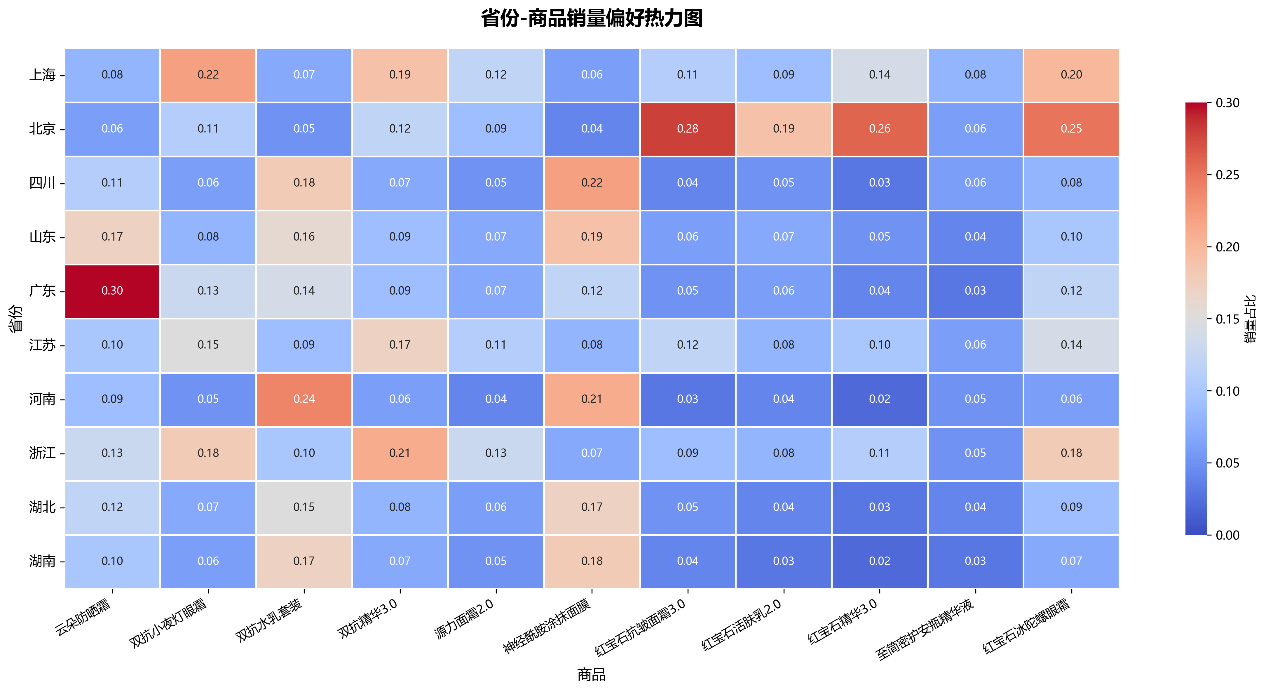 省份-商品销量偏好热力图
上海 0.08 0.22 0.07 0.19 0.12 0.06 0.11 0.09 0.14 0.08 0.20
北京 0.06 0.11 0.05 0.12 0.09 0.04 0.28 0.19 0.26 0.06 0.25
四川 0.11 0.06 0.18 0.07 0.05 0.22 0.04 0.05 0.03 0.06 0.08
山东 0.17 0.08 0.16 0.09 0.07 0.19 0.06 0.07 0.05 0.04 0.10
广东 0.30 0.13 0.14 0.09 0.07 0.12 0.05 0.06 0.04 0.03 0.12
江苏 0.10 0.15 0.09 0.17 0.11 0.08 0.12 0.08 0.10 0.06 0.14
河南 0.09 0.05 0.24 0.06 0.04 0.21 0.03 0.04 0.02 0.05 0.06
浙江 0.13 0.18 0.10 0.21 0.13 0.07 0.09 0.08 0.11 0.05 0.18
湖北 0.12 0.07 0.15 0.08 0.06 0.17 0.05 0.04 0.03 0.04 0.09
湖南 0.10 0.06 0.17 0.07 0.05 0.18 0.04 0.03 0.02 0.03 0.07
省份
云朵防晒霜
双抗小夜灯眼霜
双抗水乳套装
双抗精华3.0
源力面霜2.0
神经酰胺涂抹面膜
红宝石抗皱面霜3.0
红宝石活肤乳2.0
红宝石精华3.0
至简密护安瓶精华液
红宝石冰陀螺眼霜
商品
0.30
0.25
0.20
0.15
0.10
0.05
0.00
销量占比